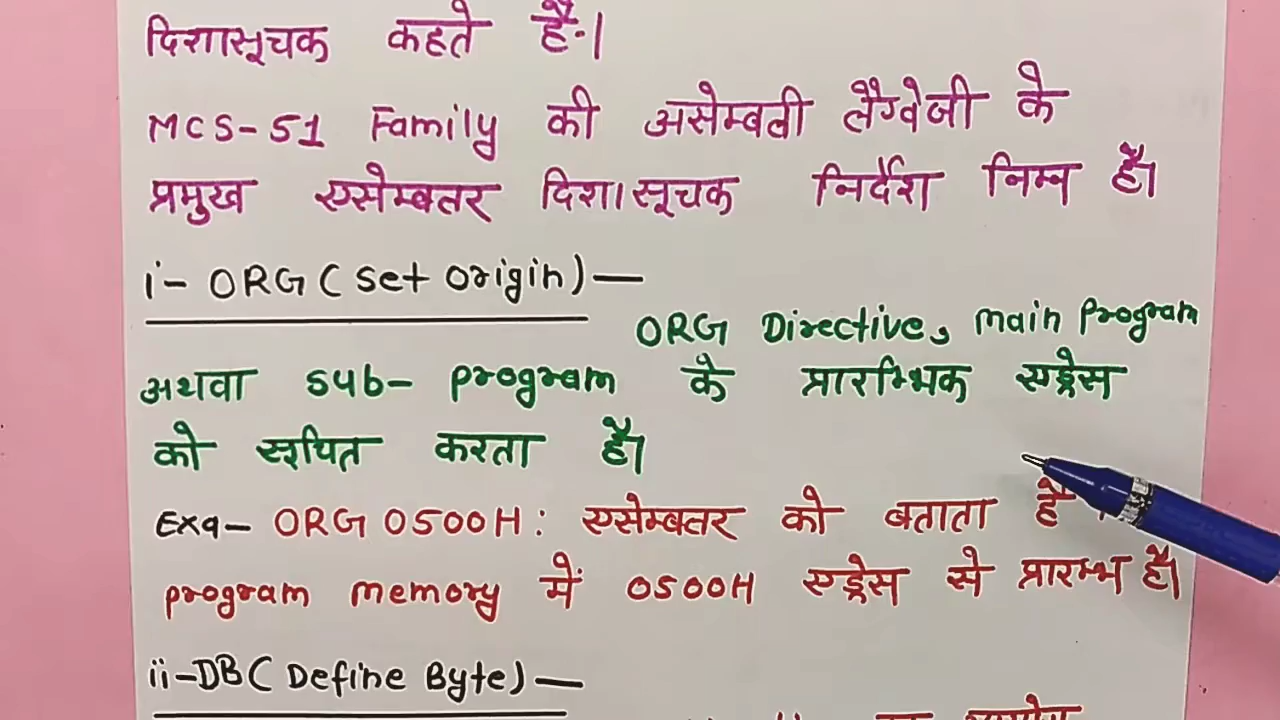 दिशासूचक कहते हैं।
MCS-51 Family की असेम्बली लैंग्वेजी के
प्रमुख एसेम्बलर दिशासूचक निर्देश निम्न है।
i- ORG ( Set Origin ) —
ORG Directive, main program
अथवा sub- program के प्रारम्भिक एड्रेस
को सूचित करता है।
Exa- ORG 0500H : एसेम्बलर को बताता है
program memory में 0500H एड्रेस से प्रारम्भ है।
ii-DB ( Define Byte) —